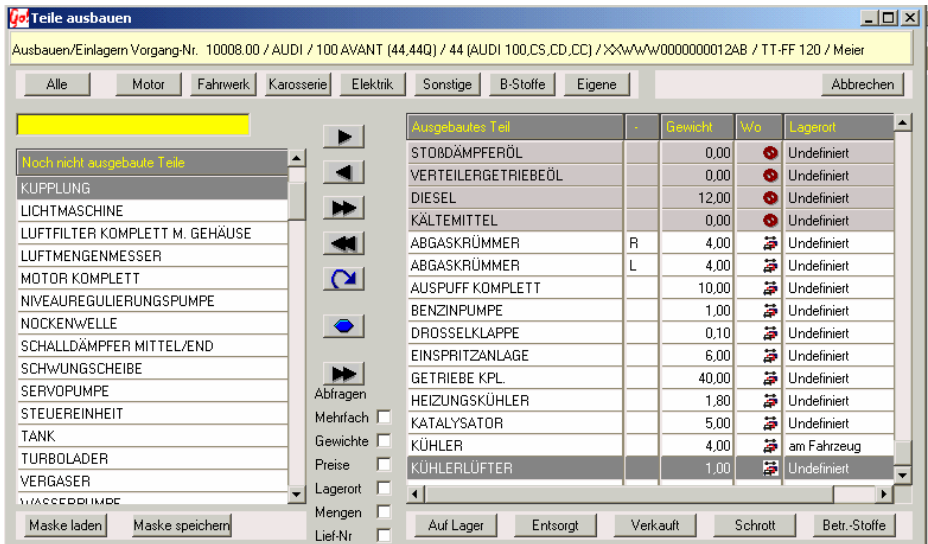 Go! Teile ausbauen
Ausbauen/Einlagern Vorgang-Nr. 10008.00 / AUDI / 100 AVANT (44,44Q) / 44 (AUDI 100,CS,CD,CC) / XXWWW0000000012AB / TT-FF 120 / Meier
Alle Motor Fahrwerk Karosserie Elektrik Sonstige B-Stoffe Eigene Abbrechen
Noch nicht ausgebaute Teile
KUPPLUNG
LICHTMASCHINE
LUFTFILTER KOMPLETT M. GEHÄUSE
LUFTMENGENMESSER
MOTOR KOMPLETT
NIVEAUREGULIERUNGSPUMPE
NOCKENWELLE
SCHALLDÄMPFER MITTEL/END
SCHWUNGSCHEIBE
SERVOPUMPE
STEUEREINHEIT
TANK
TURBOLADER
VERGASER
WASSERPUMPE
Maske laden Maske speichern
Abfragen
Mehrfach
Gewichte
Preise
Lagerort
Mengen
Lief-Nr
Ausgebautes Teil - Gewicht Wo Lagerort
STOßDÄMPFERÖL 0,00 Undefiniert
VERTEILERGETRIEBEÖL 0,00 Undefiniert
DIESEL 12,00 Undefiniert
KÄLTEMITTEL 0,00 Undefiniert
ABGASKRÜMMER R 4,00 Undefiniert
ABGASKRÜMMER L 4,00 Undefiniert
AUSPUFF KOMPLETT 10,00 Undefiniert
BENZINPUMPE 1,00 Undefiniert
DROSSELKLAPPE 0,10 Undefiniert
EINSPRITZANLAGE 6,00 Undefiniert
GETRIEBE KPL. 40,00 Undefiniert
HEIZUNGSKÜHLER 1,80 Undefiniert
KATALYSATOR 5,00 Undefiniert
KÜHLER 4,00 am Fahrzeug
KÜHLERLÜFTER 1,00 Undefiniert
Auf Lager Entsorgt Verkauft Schrott Betr.-Stoffe